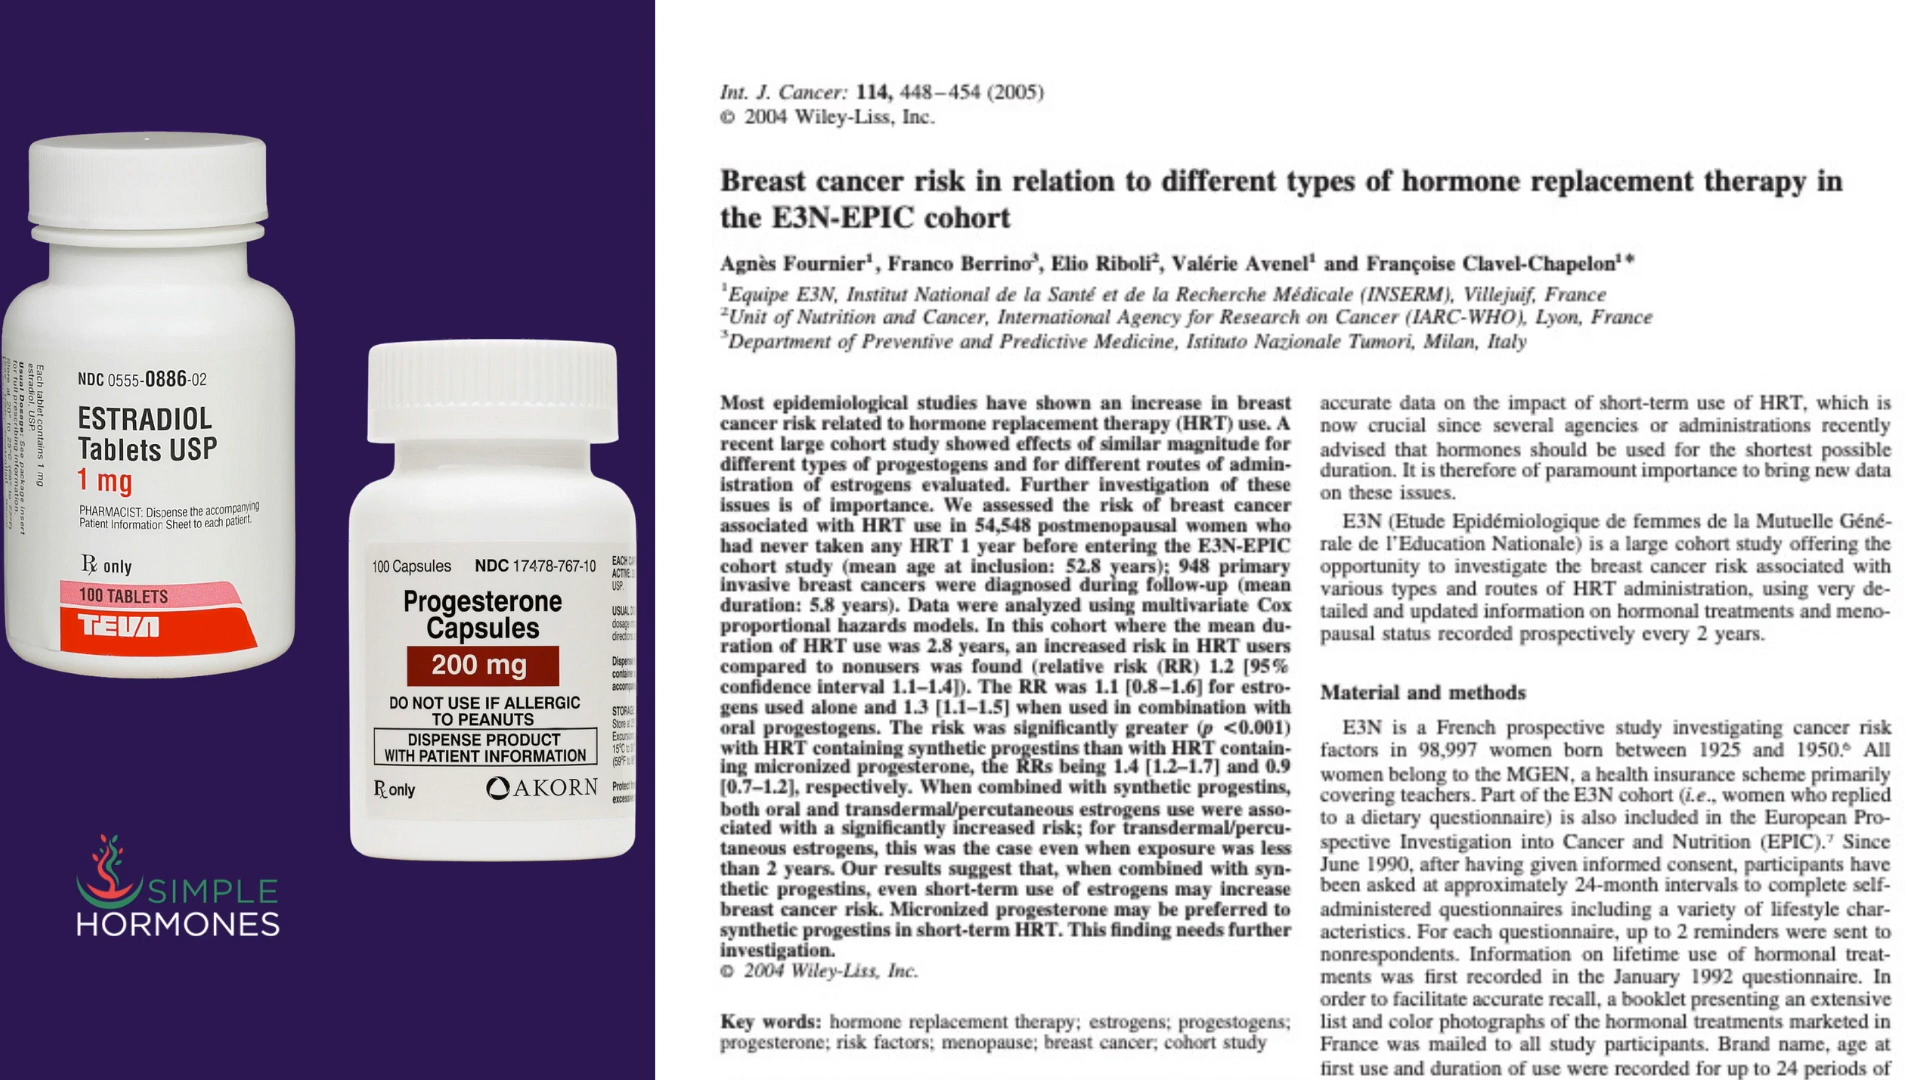 NDC 0555-0886-02
ESTRADIOL
Tablets USP
1 mg
PHARMACIST: Dispense the accompanying
Patient Information Sheet to each patient.
Rx only
100 TABLETS
TEVA
Each tablet contains 1 mg
estradiol, USP.
Usual Dosage: See package insert
for full prescribing information.
100 Capsules NDC 17478-767-10
Progesterone
Capsules
200 mg
DO NOT USE IF ALLERGIC
TO PEANUTS
DISPENSE PRODUCT
WITH PATIENT INFORMATION
Rx only AKORN
SIMPLE
HORMONES
Int. J. Cancer: 114, 448–454 (2005)
© 2004 Wiley-Liss, Inc.
Breast cancer risk in relation to different types of hormone replacement therapy in
the E3N-EPIC cohort
Agnès Fournier¹, Franco Berrino³, Elio Riboli², Valérie Avenel¹ and Françoise Clavel-Chapelon¹*
¹Equipe E3N, Institut National de la Santé et de la Recherche Médicale (INSERM), Villejuif, France
²Unit of Nutrition and Cancer, International Agency for Research on Cancer (IARC-WHO), Lyon, France
³Department of Preventive and Predictive Medicine, Istituto Nazionale Tumori, Milan, Italy
Most epidemiological studies have shown an increase in breast
cancer risk related to hormone replacement therapy (HRT) use. A
recent large cohort study showed effects of similar magnitude for
different types of progestogens and for different routes of admin-
istration of estrogens evaluated. Further investigation of these
issues is of importance. We assessed the risk of breast cancer
associated with HRT use in 54,548 postmenopausal women who
had never taken any HRT 1 year before entering the E3N-EPIC
cohort study (mean age at inclusion: 52.8 years); 948 primary
invasive breast cancers were diagnosed during follow-up (mean
duration: 5.8 years). Data were analyzed using multivariate Cox
proportional hazards models. In this cohort where the mean du-
ration of HRT use was 2.8 years, an increased risk in HRT users
compared to nonusers was found (relative risk (RR) 1.2 [95%
confidence interval 1.1–1.4]). The RR was 1.1 [0.8–1.6] for estro-
gens used alone and 1.3 [1.1–1.5] when used in combination with
oral progestogens. The risk was significantly greater (p <0.001)
with HRT containing synthetic progestins than with HRT contain-
ing micronized progesterone, the RRs being 1.4 [1.2–1.7] and 0.9
[0.7–1.2], respectively. When combined with synthetic progestins,
both oral and transdermal/percutaneous estrogens use were asso-
ciated with a significantly increased risk; for transdermal/percu-
taneous estrogens, this was the case even when exposure was less
than 2 years. Our results suggest that, when combined with syn-
thetic progestins, even short-term use of estrogens may increase
breast cancer risk. Micronized progesterone may be preferred to
synthetic progestins in short-term HRT. This finding needs further
investigation.
© 2004 Wiley-Liss, Inc.
Key words: hormone replacement therapy; estrogens; progestogens;
progesterone; risk factors; menopause; breast cancer; cohort study
accurate data on the impact of short-term use of HRT, which is
now crucial since several agencies or administrations recently
advised that hormones should be used for the shortest possible
duration. It is therefore of paramount importance to bring new data
on these issues.
E3N (Etude Epidémiologique de femmes de la Mutuelle Géné-
rale de l'Education Nationale) is a large cohort study offering the
opportunity to investigate the breast cancer risk associated with
various types and routes of HRT administration, using very de-
tailed and updated information on hormonal treatments and meno-
pausal status recorded prospectively every 2 years.
Material and methods
E3N is a French prospective study investigating cancer risk
factors in 98,997 women born between 1925 and 1950.⁶ All
women belong to the MGEN, a health insurance scheme primarily
covering teachers. Part of the E3N cohort (i.e., women who replied
to a dietary questionnaire) is also included in the European Pro-
spective Investigation into Cancer and Nutrition (EPIC).⁷ Since
June 1990, after having given informed consent, participants have
been asked at approximately 24-month intervals to complete self-
administered questionnaires including a variety of lifestyle char-
acteristics. For each questionnaire, up to 2 reminders were sent to
nonrespondents. Information on lifetime use of hormonal treat-
ments was first recorded in the January 1992 questionnaire. In
order to facilitate accurate recall, a booklet presenting an extensive
list and color photographs of the hormonal treatments marketed in
France was mailed to all study participants. Brand name, age at
first use and duration of use were recorded for up to 24 periods of